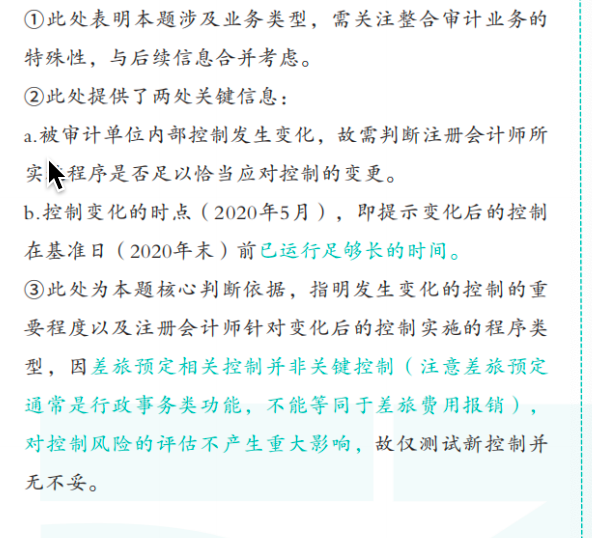 ①此处表明本题涉及业务类型，需关注整合审计业务的
特殊性，与后续信息合并考虑。
②此处提供了两处关键信息：
a.被审计单位内部控制发生变化，故需判断注册会计师所
实程序是否足以恰当应对控制的变更。
b.控制变化的时点（2020年5月），即提示变化后的控制
在基准日（2020年末）前已运行足够长的时间。
③此处为本题核心判断依据，指明发生变化的控制的重
要程度以及注册会计师针对变化后的控制实施的程序类
型，因差旅预定相关控制并非关键控制（注意差旅预定
通常是行政事务类功能，不能等同于差旅费用报销），
对控制风险的评估不产生重大影响，故仅测试新控制并
无不妥。